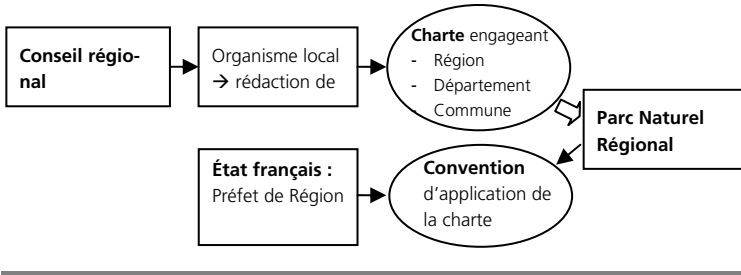 Conseil régio-
nal
Organisme local
→ rédaction de
Charte engageant
- Région
- Département
- Commune
Parc Naturel
Régional
État français :
Préfet de Région
Convention
d'application de
la charte